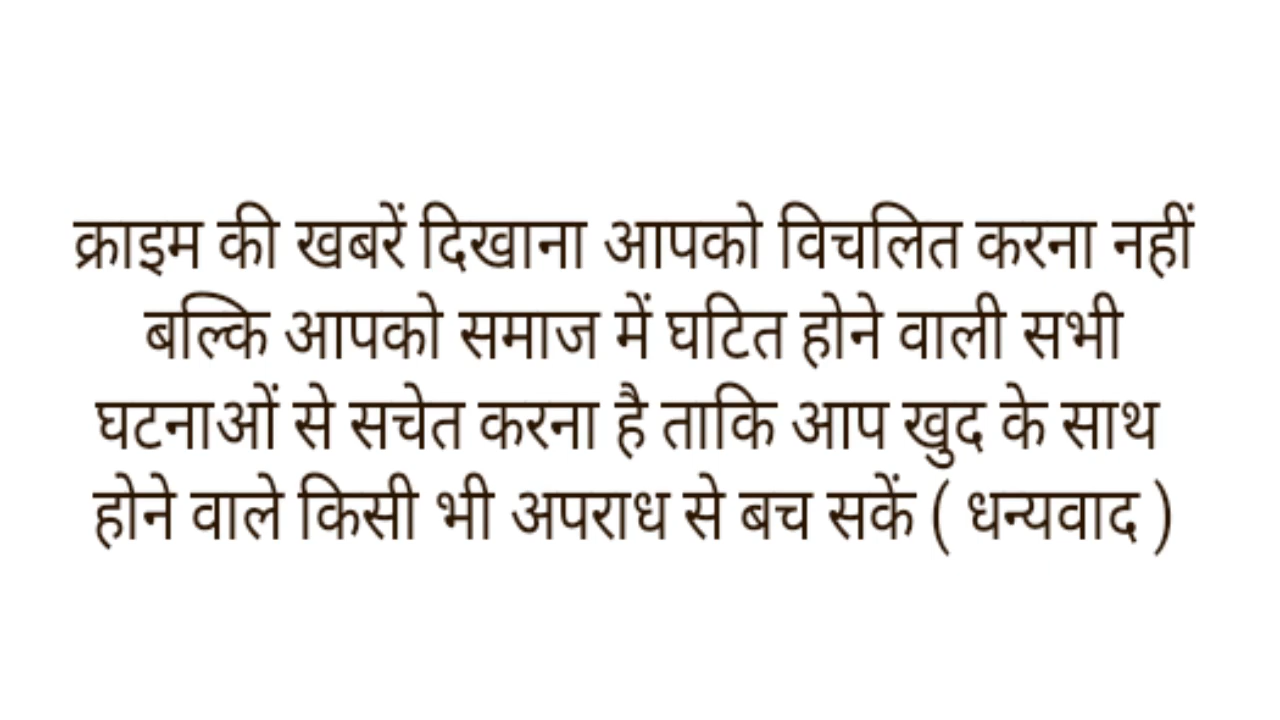 क्राइम की खबरें दिखाना आपको विचलित करना नहीं
बल्कि आपको समाज में घटित होने वाली सभी
घटनाओं से सचेत करना है ताकि आप खुद के साथ
होने वाले किसी भी अपराध से बच सकें ( धन्यवाद )